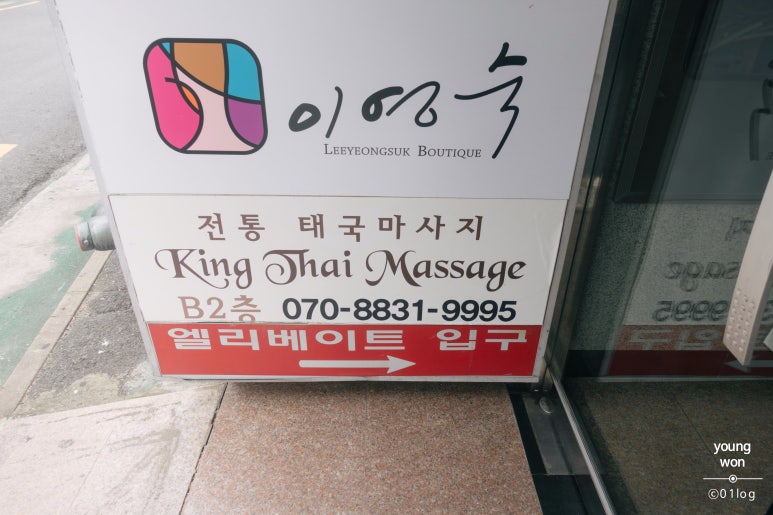 이영숙
LEEYEONGSUK BOUTIQUE
전통 태국마사지
King Thai Massage
B2층 070-8831-9995
엘리베이트 입구
young
won
©01log